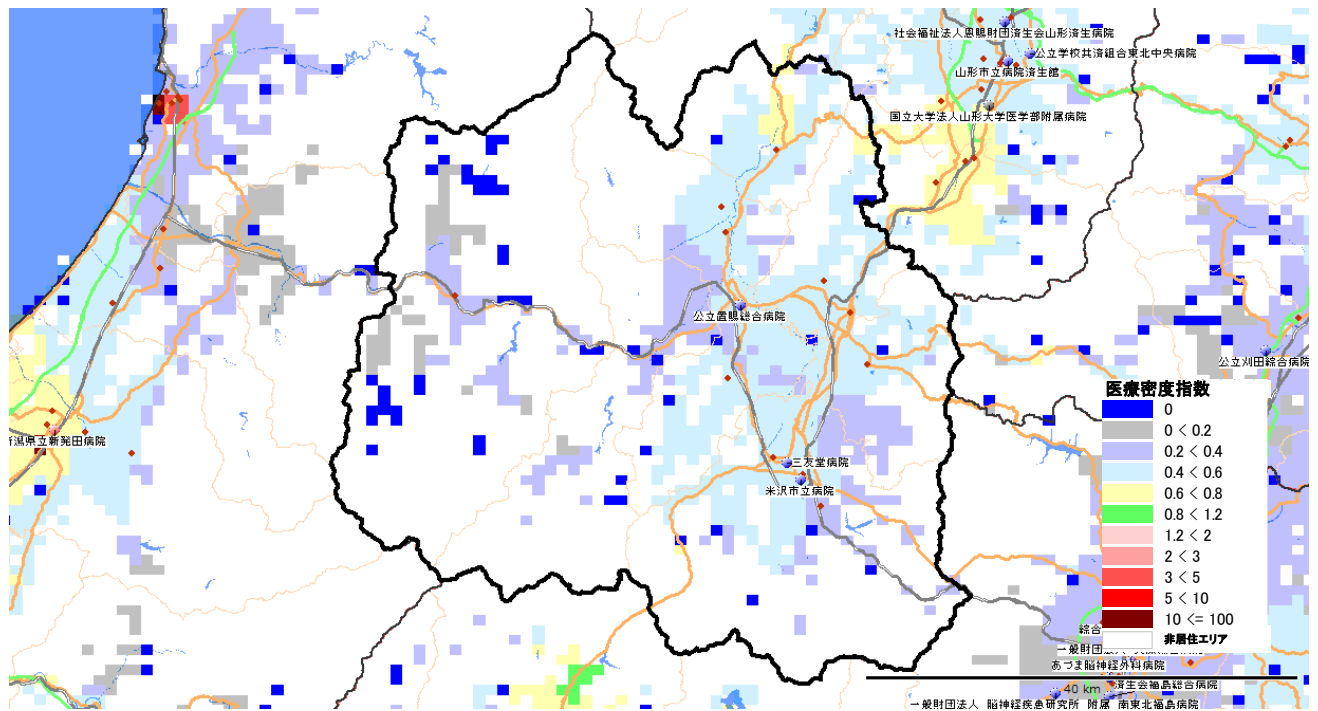 社会福祉法人恩賜財団済生会山形済生病院
公立学校共済組合東北中央病院
山形市立病院済生館
国立大学法人山形大学医学部附属病院
公立置賜総合病院
公立刈田綜合病院
新潟県立新発田病院
三友堂病院
米沢市立病院
医療密度指数
0
0 < 0.2
0.2 < 0.4
0.4 < 0.6
0.6 < 0.8
0.8 < 1.2
1.2 < 2
2 < 3
3 < 5
5 < 10
10 <= 100
非居住エリア
綜合
一般財団
あづま脳神経外科病院
済生会福島総合病院
40 km
一般財団法人 脳神経疾患研究所 附属 南東北福島病院